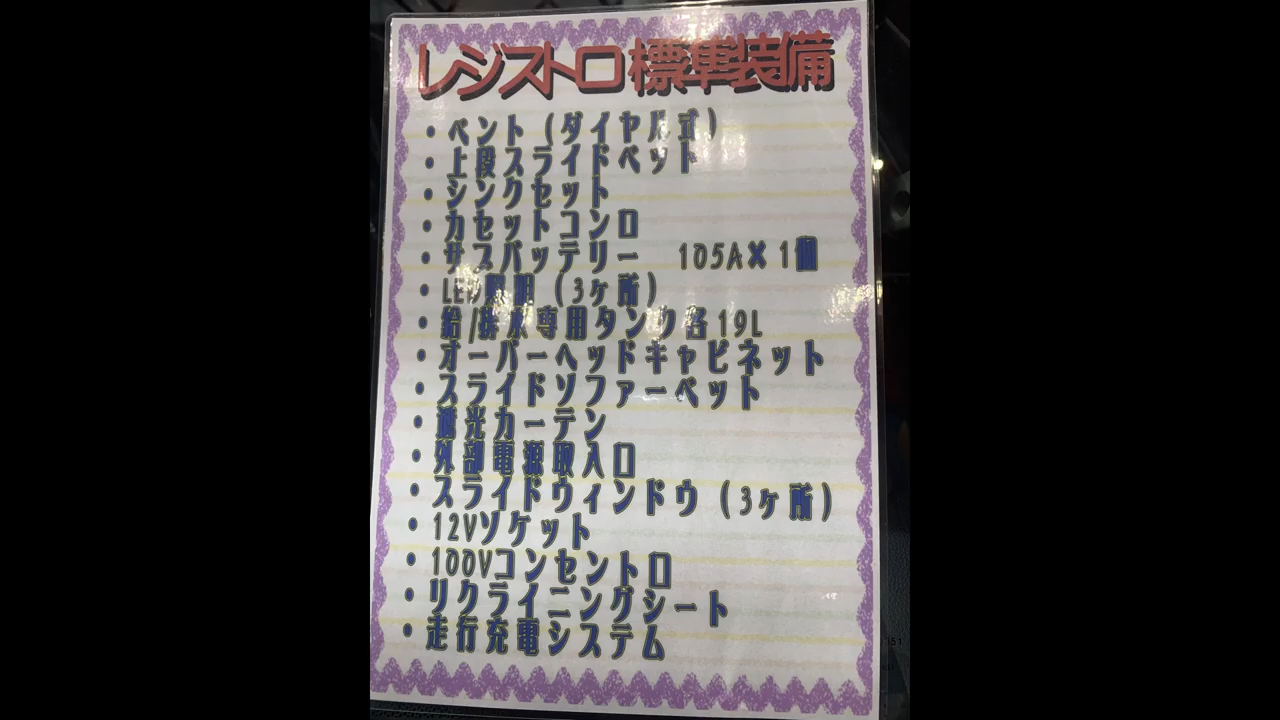 レジストロ標準装備
・ベント（ダイヤル式）
・上段スライドベット
・シンクセット
・カセットコンロ
・サブバッテリー　105A×1個
・LED照明（3ヶ所）
・給/排水専用タンク各19L
・オーバーヘッドキャビネット
・スライドソファーベット
・遮光カーテン
・外部電源取入口
・スライドウィンドウ（3ヶ所）
・12Vソケット
・100Vコンセント口
・リクライニングシート
・走行充電システム